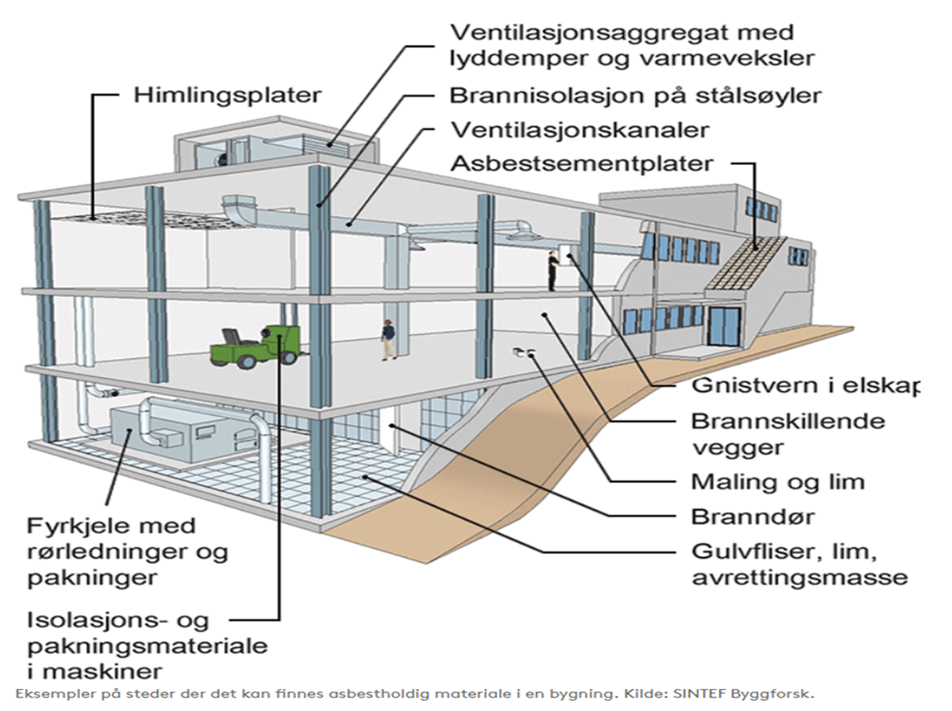 Ventilasjonsaggregat med
lyddemper og varmeveksler
Himlingsplater
Brannisolasjon på stålsøyler
Ventilasjonskanaler
Asbestsementplater
Gnistvern i elskap
Brannskillende
vegger
Maling og lim
Branndør
Gulvfliser, lim,
avrettingsmasse
Fyrkjele med
rørledninger og
pakninger
Isolasjons- og
pakningsmateriale
i maskiner
Eksempler på steder der det kan finnes asbestholdig materiale i en bygning. Kilde: SINTEF Byggforsk.